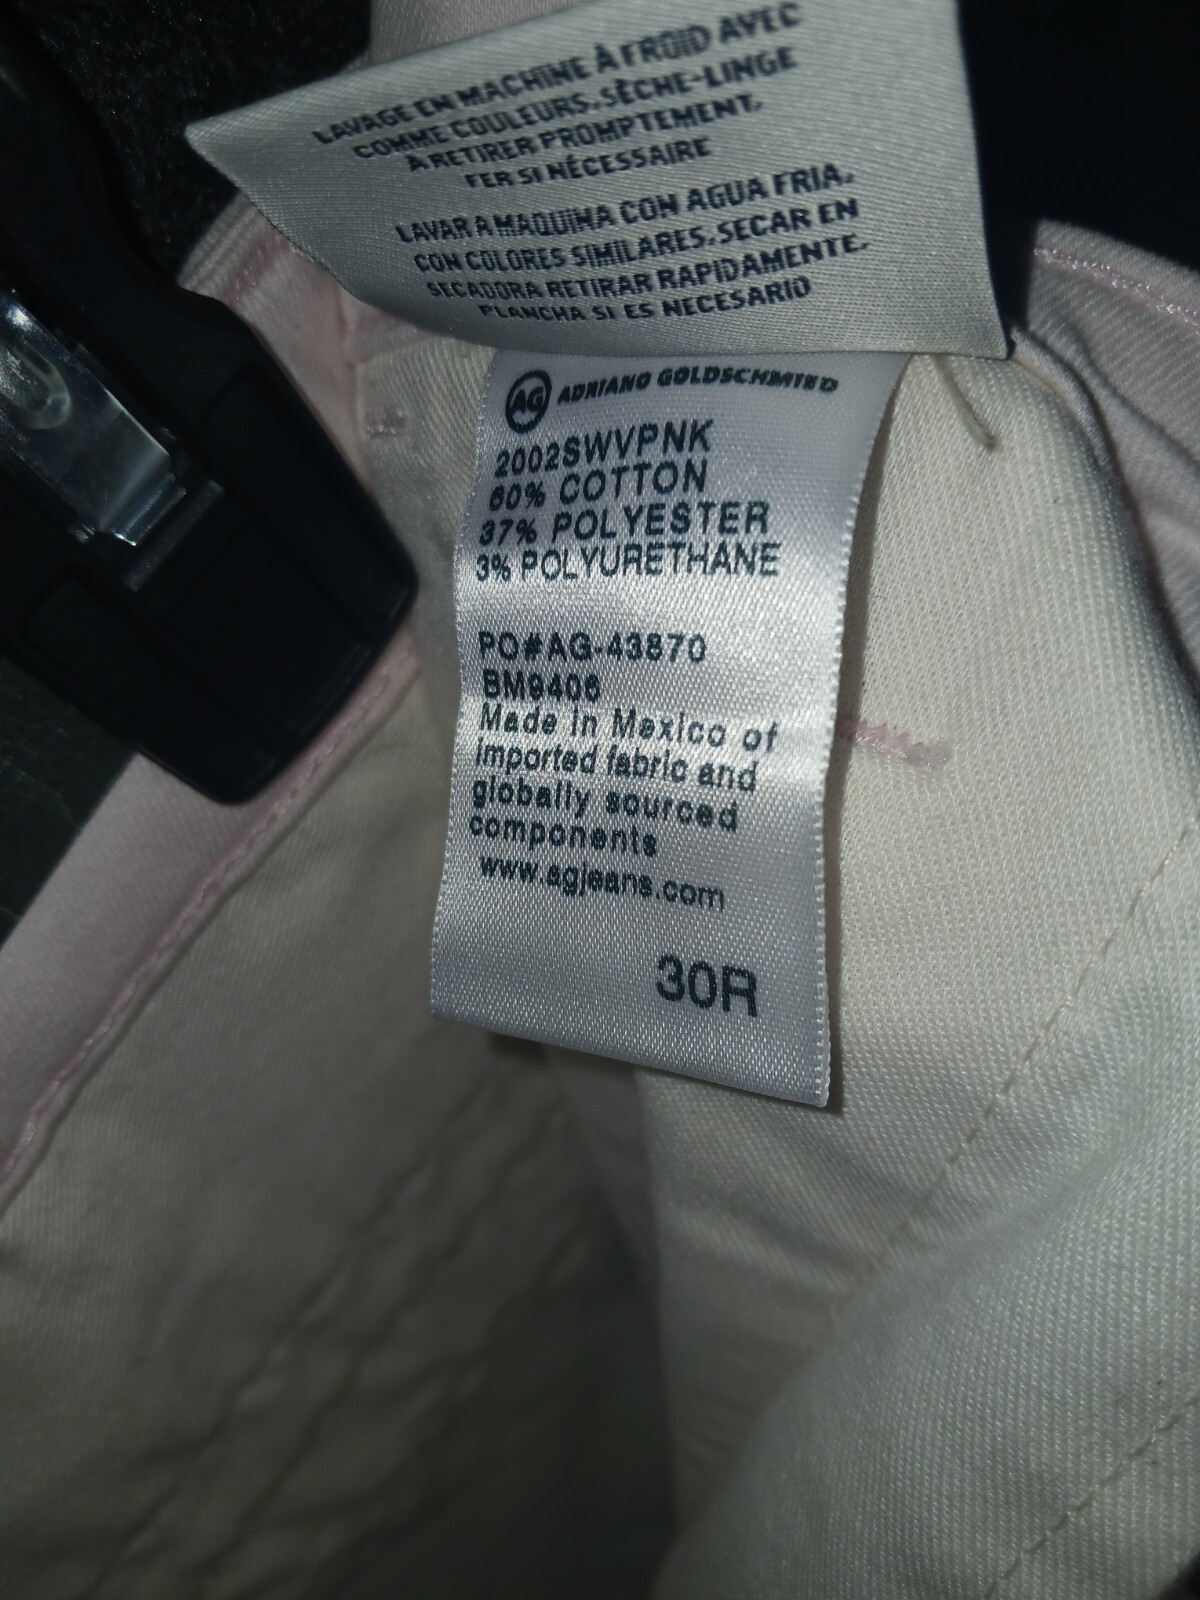 LAVAGE EN MACHINE À FROID AVEC
COMME COULEURS. SÈCHE-LINGE
À RETIRER PROMPTEMENT.
FER SI NÉCESSAIRE
LAVAR A MAQUINA CON AGUA FRIA.
CON COLORES SIMILARES. SECAR EN
SECADORA RETIRAR RAPIDAMENTE.
PLANCHA SI ES NECESARIO
AG ADRIANO GOLDSCHMIED
2002SWVPNK
60% COTTON
37% POLYESTER
3% POLYURETHANE
PO#AG-43870
BM9406
Made in Mexico of
imported fabric and
globally sourced
components
www.agjeans.com
30R